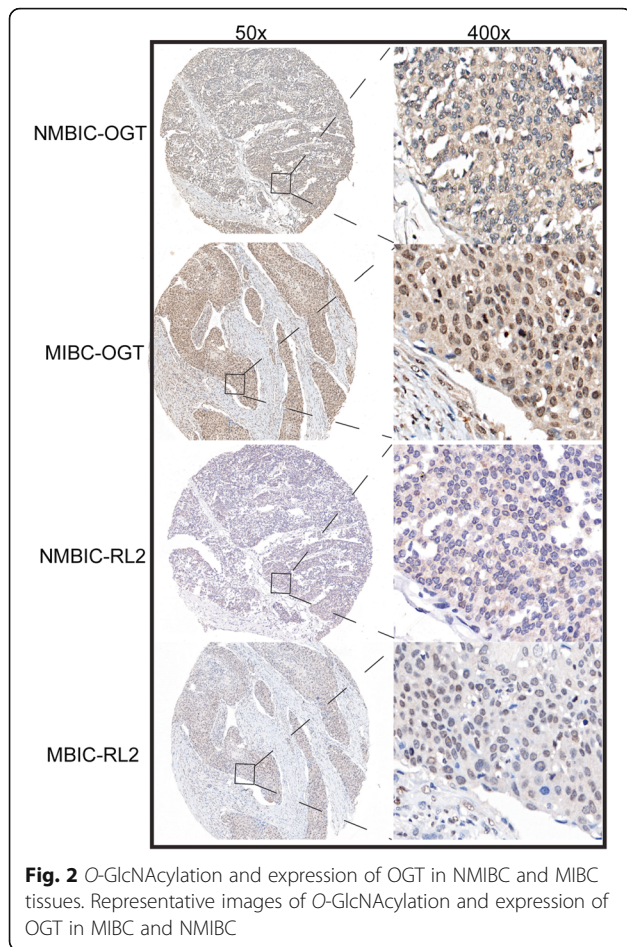 50x 400x
NMBIC-OGT
MIBC-OGT
NMBIC-RL2
MBIC-RL2
Fig. 2 O-GlcNAcylation and expression of OGT in NMIBC and MIBC
tissues. Representative images of O-GlcNAcylation and expression of
OGT in MIBC and NMIBC